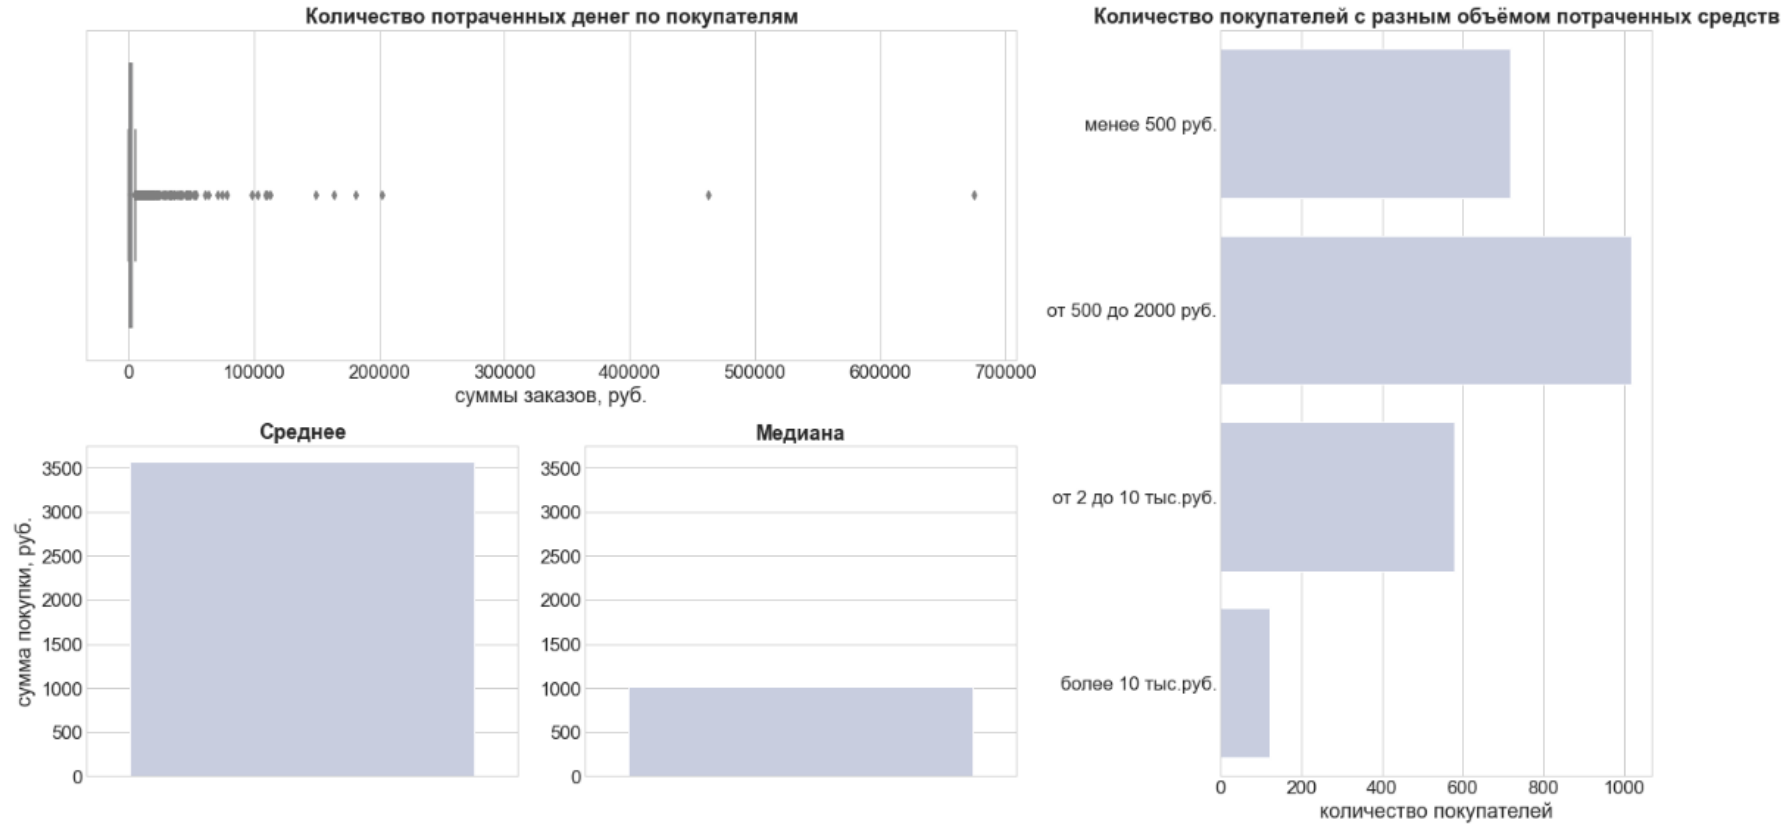 Количество потраченных денег по покупателям
0 100000 200000 300000 400000 500000 600000 700000
суммы заказов, руб.
Среднее
сумма покупки, руб.
3500
3000
2500
2000
1500
1000
500
0
Медиана
3500
3000
2500
2000
1500
1000
500
0
Количество покупателей с разным объёмом потраченных средств
менее 500 руб.
от 500 до 2000 руб.
от 2 до 10 тыс.руб.
более 10 тыс.руб.
0 200 400 600 800 1000
количество покупателей